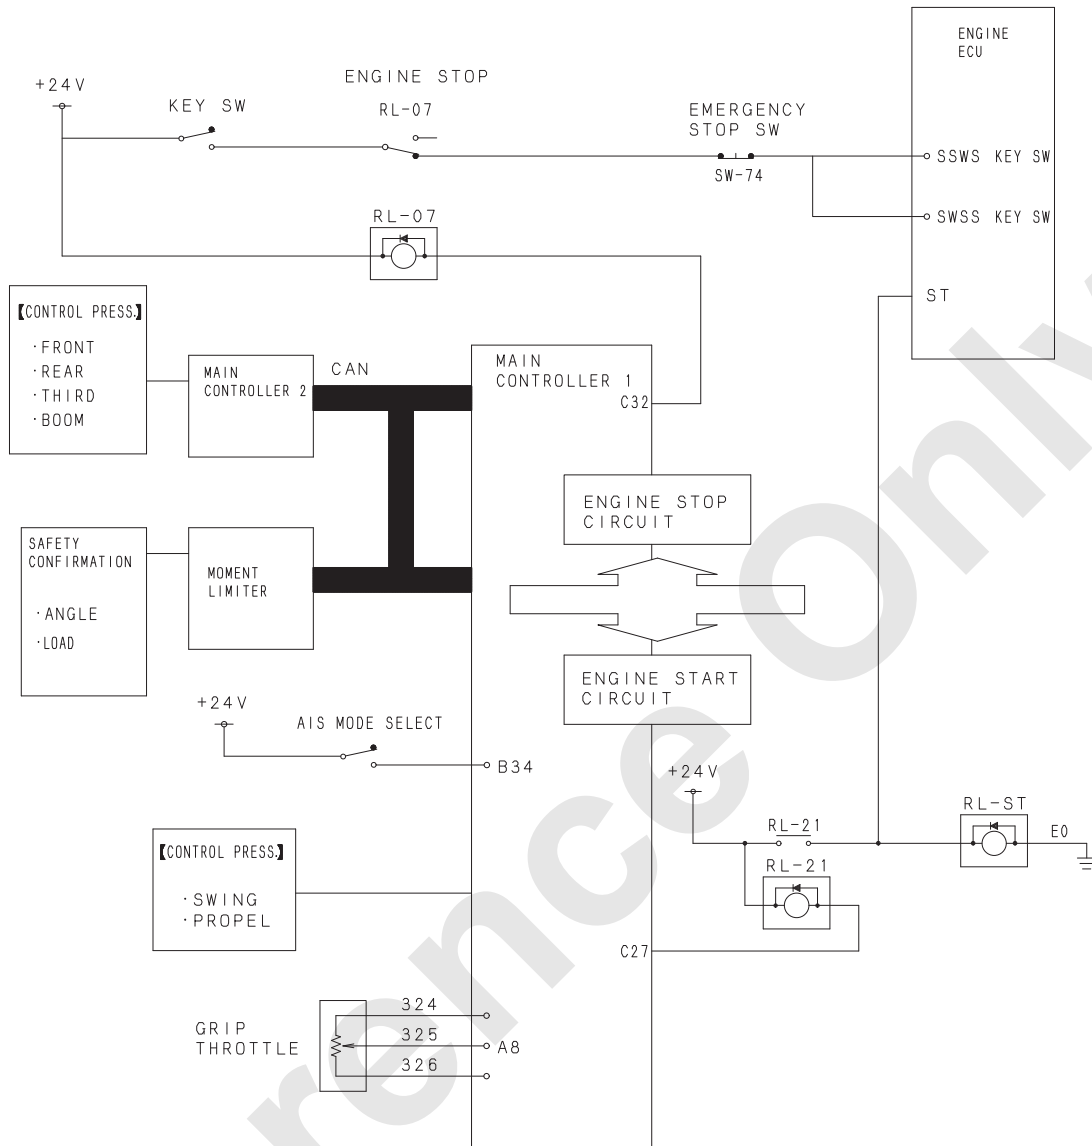 ENGINE
ECU
+24V
ENGINE STOP
KEY SW
RL-07
EMERGENCY
STOP SW
SW-74
SSWS KEY SW
SWSS KEY SW
RL-07
ST
【CONTROL PRESS.】
·FRONT
·REAR
·THIRD
·BOOM
MAIN
CONTROLLER 2
CAN
MAIN
CONTROLLER 1
C32
ENGINE STOP
CIRCUIT
SAFETY
CONFIRMATION
·ANGLE
·LOAD
MOMENT
LIMITER
ENGINE START
CIRCUIT
+24V
AIS MODE SELECT
B34
+24V
RL-21
RL-ST
E0
RL-21
【CONTROL PRESS.】
·SWING
·PROPEL
C27
GRIP
THROTTLE
324
325
326
A8
rence Only